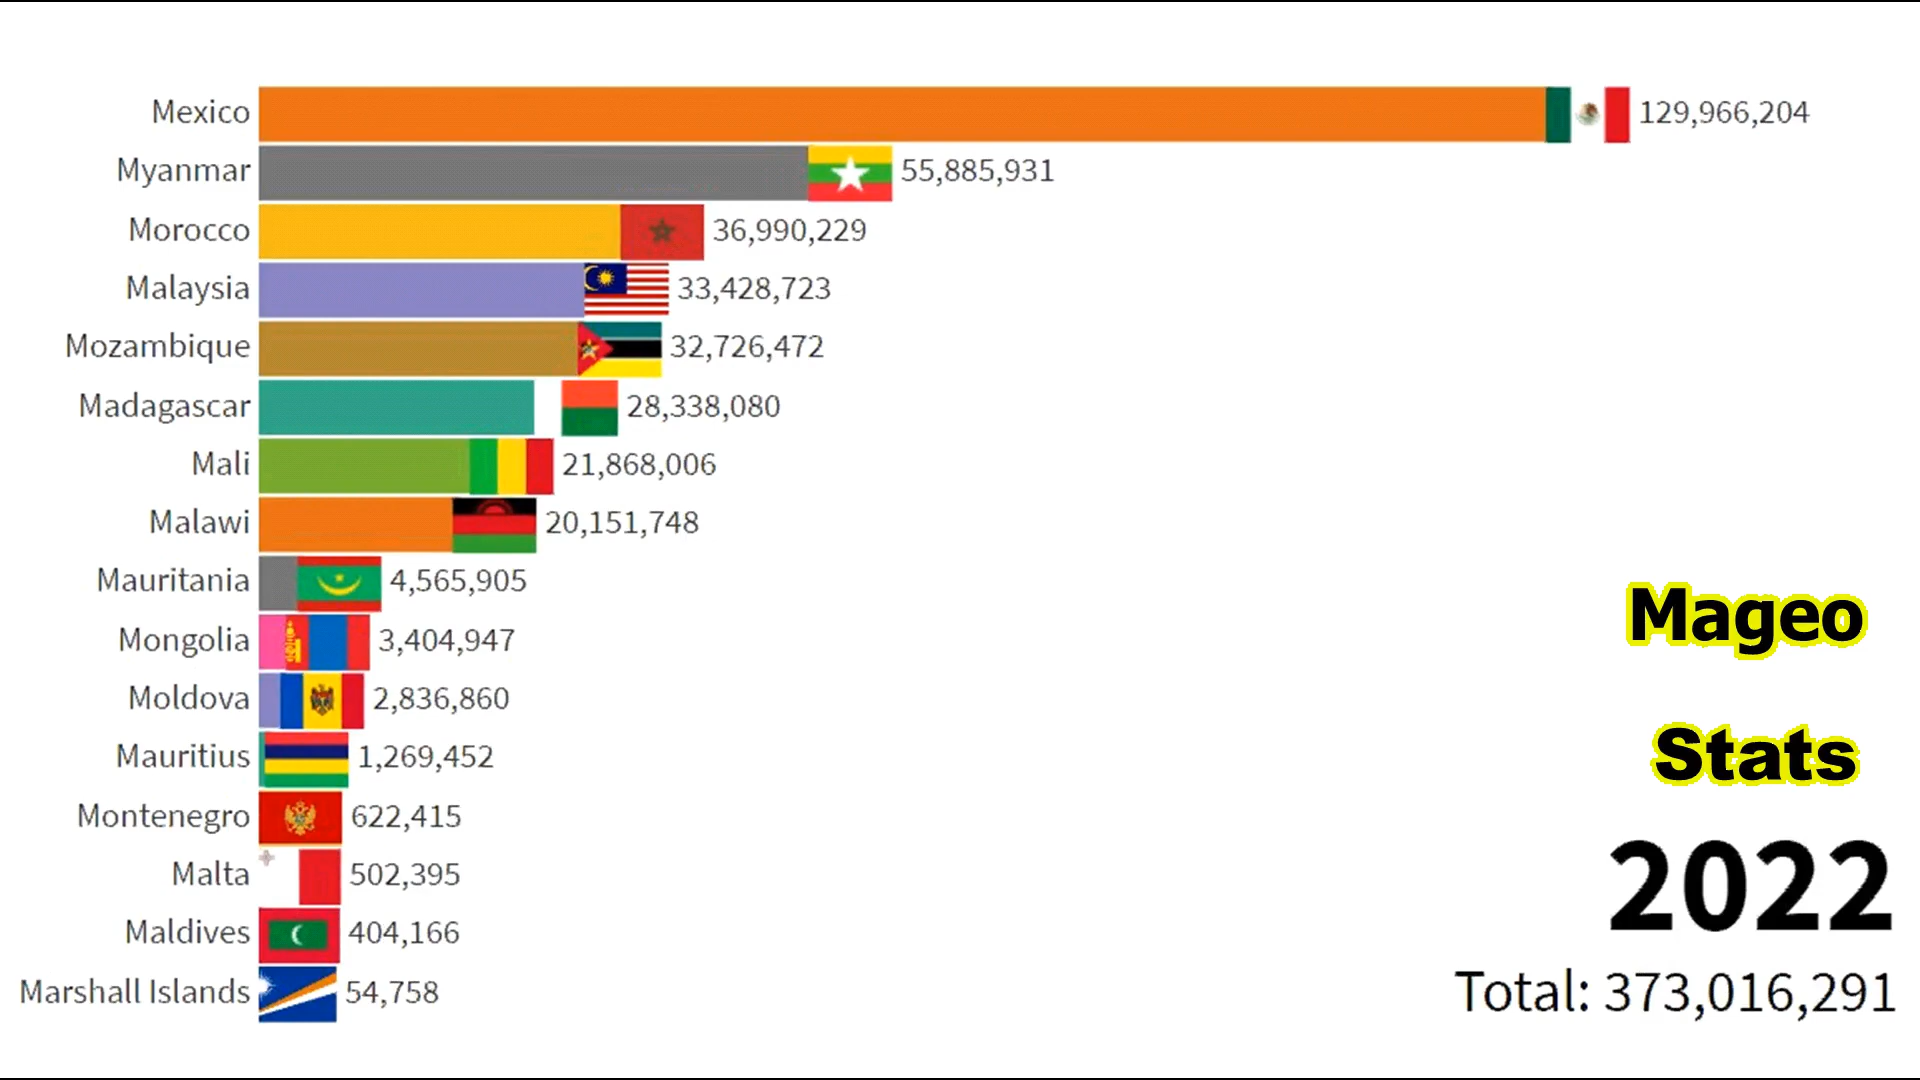 Mexico 129,966,204
Myanmar 55,885,931
Morocco 36,990,229
Malaysia 33,428,723
Mozambique 32,726,472
Madagascar 28,338,080
Mali 21,868,006
Malawi 20,151,748
Mauritania 4,565,905
Mongolia 3,404,947
Moldova 2,836,860
Mauritius 1,269,452
Montenegro 622,415
Malta 502,395
Maldives 404,166
Marshall Islands 54,758
Mageo
Stats
2022
Total: 373,016,291